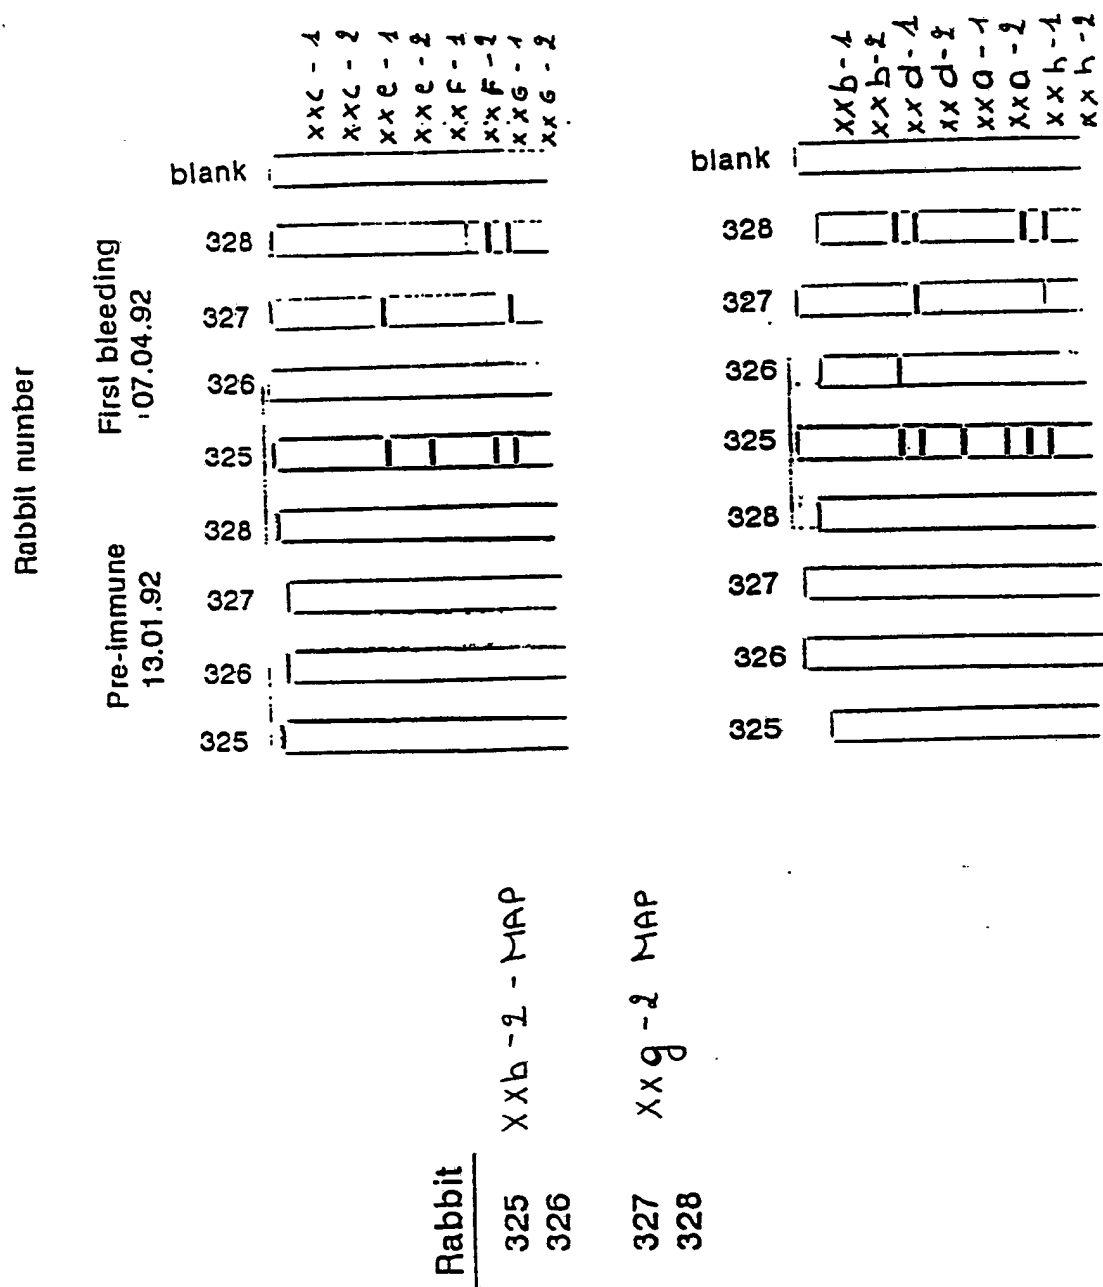 Rabbit number
First bleeding
07.04.92
Pre-immune
13.01.92
xxc - 1
xxc - 2
xxe - 1
xxe - 2
xxF - 1
xxF - 2
xxG - 1
xxG - 2
blank
328
327
326
325
328
327
326
325
xxb - 1
xxb - 2
xxd - 1
xxd - 2
xxa - 1
xxa - 2
xxh - 1
xxh - 2
blank
328
327
326
325
328
327
326
325
Rabbit
325 xxb - 2 - MAP
326
327 xxg - 2 MAP
328